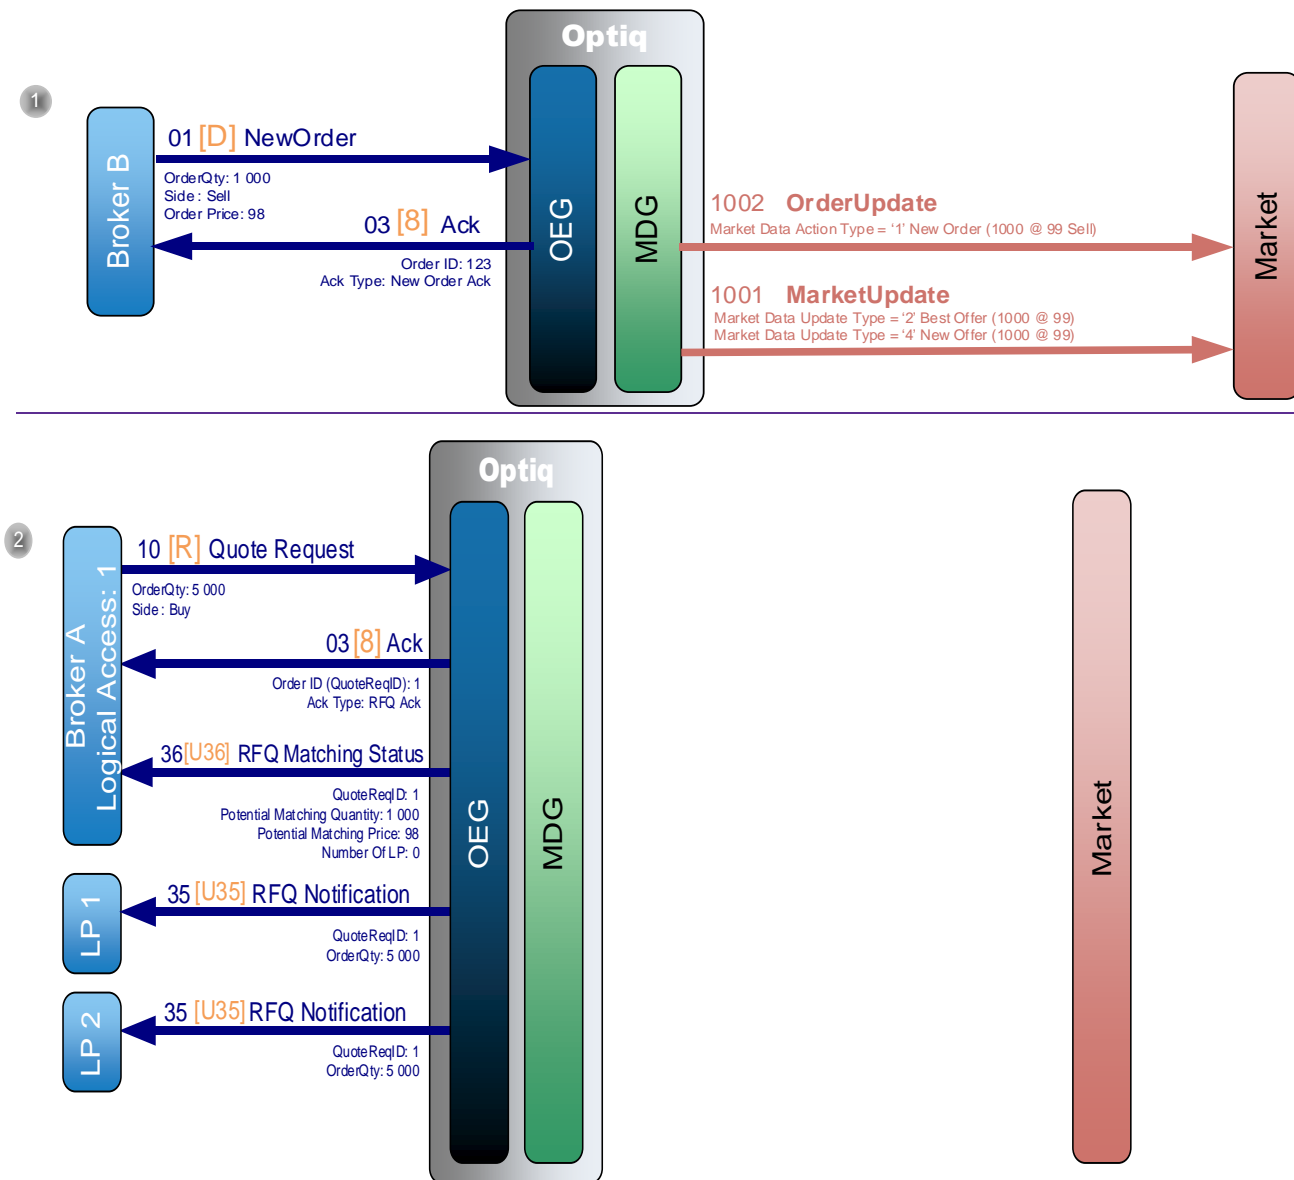 Optiq
1
Broker B
01 [D] NewOrder
OrderQty: 1 000
Side : Sell
Order Price: 98
03 [8] Ack
Order ID: 123
Ack Type: New Order Ack
OEG
MDG
1002 OrderUpdate
Market Data Action Type = ‘1’ New Order (1000 @ 99 Sell)
1001 MarketUpdate
Market Data Update Type = ‘2’ Best Offer (1000 @ 99)
Market Data Update Type = ‘4’ New Offer (1000 @ 99)
Market
Optiq
2
Broker A
Logical Access: 1
10 [R] Quote Request
OrderQty: 5 000
Side : Buy
03 [8] Ack
Order ID (QuoteReqID): 1
Ack Type: RFQ Ack
36 [U36] RFQ Matching Status
QuoteReqID: 1
Potential Matching Quantity: 1 000
Potential Matching Price: 98
Number Of LP: 0
LP 1
35 [U35] RFQ Notification
QuoteReqID: 1
OrderQty: 5 000
LP 2
35 [U35] RFQ Notification
QuoteReqID: 1
OrderQty: 5 000
OEG
MDG
Market